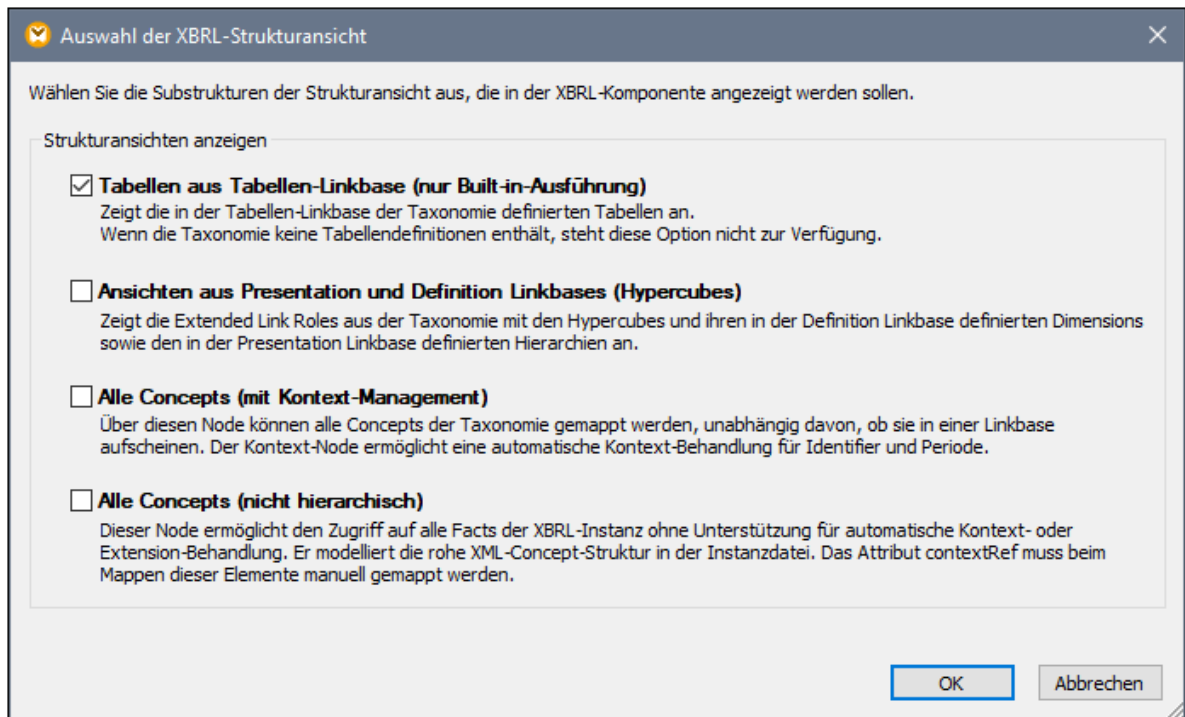 Auswahl der XBRL-Strukturansicht
Wählen Sie die Substrukturen der Strukturansicht aus, die in der XBRL-Komponente angezeigt werden sollen.
Strukturansichten anzeigen
Tabellen aus Tabellen-Linkbase (nur Built-in-Ausführung)
Zeigt die in der Tabellen-Linkbase der Taxonomie definierten Tabellen an.
Wenn die Taxonomie keine Tabellendefinitionen enthält, steht diese Option nicht zur Verfügung.
Ansichten aus Presentation und Definition Linkbases (Hypercubes)
Zeigt die Extended Link Roles aus der Taxonomie mit den Hypercubes und ihren in der Definition Linkbase definierten Dimensions
sowie den in der Presentation Linkbase definierten Hierarchien an.
Alle Concepts (mit Kontext-Management)
Über diesen Node können alle Concepts der Taxonomie gemappt werden, unabhängig davon, ob sie in einer Linkbase
aufscheinen. Der Kontext-Node ermöglicht eine automatische Kontext-Behandlung für Identifier und Periode.
Alle Concepts (nicht hierarchisch)
Dieser Node ermöglicht den Zugriff auf alle Facts der XBRL-Instanz ohne Unterstützung für automatische Kontext- oder
Extension-Behandlung. Er modelliert die rohe XML-Concept-Struktur in der Instanzdatei. Das Attribut contextRef muss beim
Mappen dieser Elemente manuell gemappt werden.
OK
Abbrechen